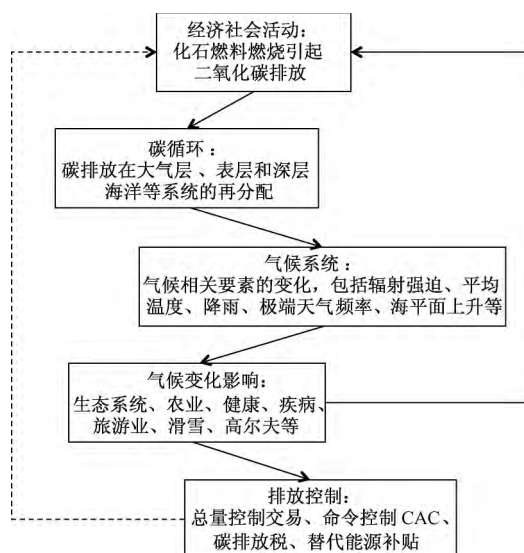 经济社会活动：
化石燃料燃烧引起
二氧化碳排放
碳循环：
碳排放在大气层、表层和深层
海洋等系统的再分配
气候系统：
气候相关要素的变化，包括辐射强迫、平均
温度、降雨、极端天气频率、海平面上升等
气候变化影响：
生态系统、农业、健康、疾病、
旅游业、滑雪、高尔夫等
排放控制：
总量控制交易、命令控制 CAC、
碳排放税、替代能源补贴